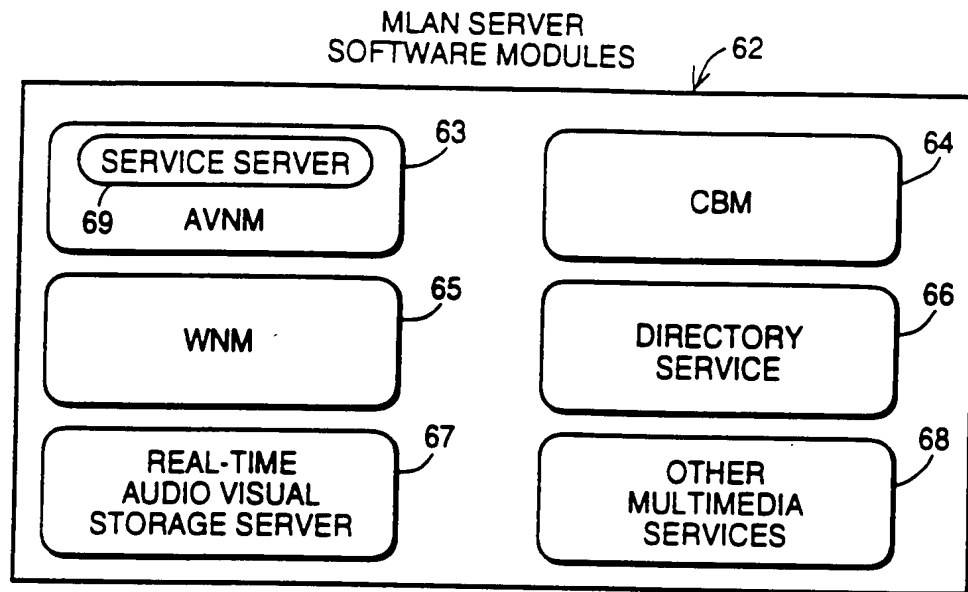 MLAN SERVER
SOFTWARE MODULES
62
SERVICE SERVER
63
69
AVNM
CBM
64
WNM
65
DIRECTORY
SERVICE
66
REAL-TIME
AUDIO VISUAL
STORAGE SERVER
67
OTHER
MULTIMEDIA
SERVICES
68